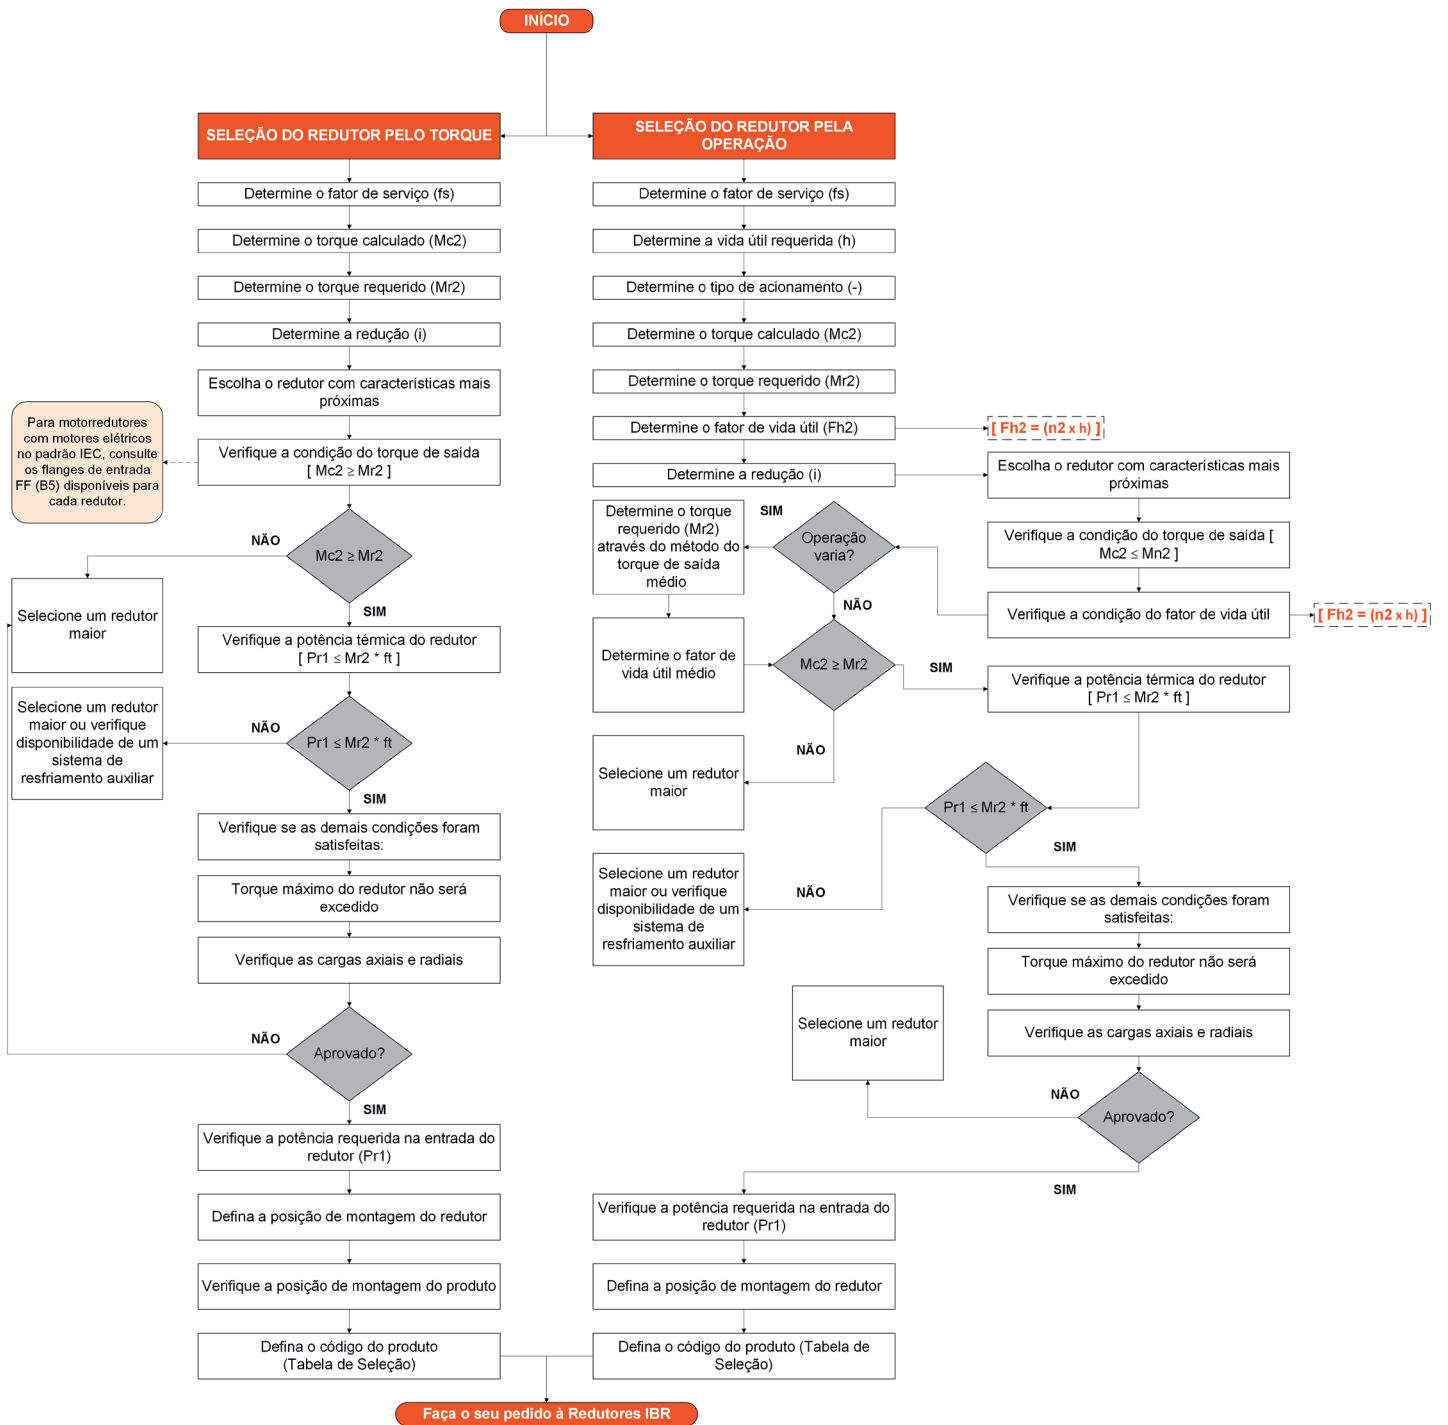 INÍCIO
SELEÇÃO DO REDUTOR PELO TORQUE
Determine o fator de serviço (fs)
Determine o torque calculado (Mc2)
Determine o torque requerido (Mr2)
Determine a redução (i)
Escolha o redutor com características mais
próximas
Verifique a condição do torque de saída
[ Mc2 ≥ Mr2 ]
Para motorredutores
com motores elétricos
no padrão IEC, consulte
os flanges de entrada
FF (B5) disponíveis para
cada redutor.
Mc2 ≥ Mr2
NÃO
Selecione um redutor
maior
SIM
Verifique a potência térmica do redutor
[ Pr1 ≤ Mr2 * ft ]
Pr1 ≤ Mr2 * ft
NÃO
Selecione um redutor
maior ou verifique
disponibilidade de um
sistema de
resfriamento auxiliar
SIM
Verifique se as demais condições foram
satisfeitas:
Torque máximo do redutor não será
excedido
Verifique as cargas axiais e radiais
NÃO
Aprovado?
SIM
Verifique a potência requerida na entrada do
redutor (Pr1)
Defina a posição de montagem do redutor
Verifique a posição de montagem do produto
Defina o código do produto
(Tabela de Seleção)
SELEÇÃO DO REDUTOR PELA
OPERAÇÃO
Determine o fator de serviço (fs)
Determine a vida útil requerida (h)
Determine o tipo de acionamento (-)
Determine o torque calculado (Mc2)
Determine o torque requerido (Mr2)
Determine o fator de vida útil (Fh2)
[ Fh2 = (n2 x h) ]
Determine a redução (i)
Escolha o redutor com características mais
próximas
Verifique a condição do torque de saída [
Mc2 ≤ Mn2 ]
Verifique a condição do fator de vida útil
[ Fh2 = (n2 x h) ]
Operação
varia?
SIM
Determine o torque
requerido (Mr2)
através do método do
torque de saída
médio
Determine o fator de
vida útil médio
NÃO
Mc2 ≥ Mr2
SIM
Verifique a potência térmica do redutor
[ Pr1 ≤ Mr2 * ft ]
NÃO
Selecione um redutor
maior
Pr1 ≤ Mr2 * ft
NÃO
Selecione um redutor
maior ou verifique
disponibilidade de um
sistema de
resfriamento auxiliar
SIM
Verifique se as demais condições foram
satisfeitas:
Torque máximo do redutor não será
excedido
Verifique as cargas axiais e radiais
Selecione um redutor
maior
NÃO
Aprovado?
SIM
Verifique a potência requerida na entrada do
redutor (Pr1)
Defina a posição de montagem do redutor
Defina o código do produto (Tabela de
Seleção)
Faça o seu pedido à Redutores IBR